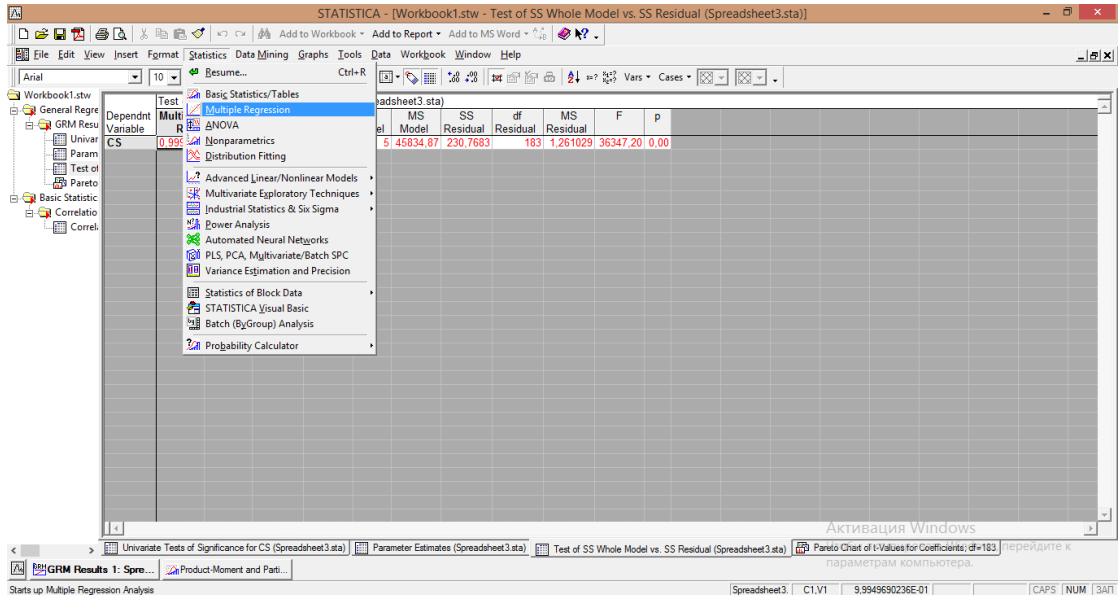 STATISTICA - [Workbook1.stw - Test of SS Whole Model vs. SS Residual (Spreadsheet3.sta)]
Add to Workbook Add to Report Add to MS Word
File Edit View Insert Format Statistics Data Mining Graphs Tools Data Workbook Window Help
Arial 10 Vars Cases
Resume... Ctrl+R
Basic Statistics/Tables
Multiple Regression
ANOVA
Nonparametrics
Distribution Fitting
Advanced Linear/Nonlinear Models
Multivariate Exploratory Techniques
Industrial Statistics & Six Sigma
Power Analysis
Automated Neural Networks
PLS, PCA, Multivariate/Batch SPC
Variance Estimation and Precision
Statistics of Block Data
STATISTICA Visual Basic
Batch (ByGroup) Analysis
Probability Calculator
Workbook1.stw
General Regre
GRM Resu
Univar
Param
Test of
Pareto
Basic Statistic
Correlatio
Correl
Test eadsheet3.sta)
Dependnt Multi MS SS df MS F p
Variable R el Model Residual Residual Residual
CS 0,999 5 45834,87 230,7683 183 1,261029 36347,20 0,00
Активация Windows
перейдите к
параметрам компьютера.
Univariate Tests of Significance for CS (Spreadsheet3.sta) Parameter Estimates (Spreadsheet3.sta) Test of SS Whole Model vs. SS Residual (Spreadsheet3.sta) Pareto Chart of t-Values for Coefficients; df=183
GRM Results 1: Spre... Product-Moment and Parti...
Starts up Multiple Regression Analysis Spreadsheet3. C1,V1 9,9949690236E-01 CAPS NUM ЗАП